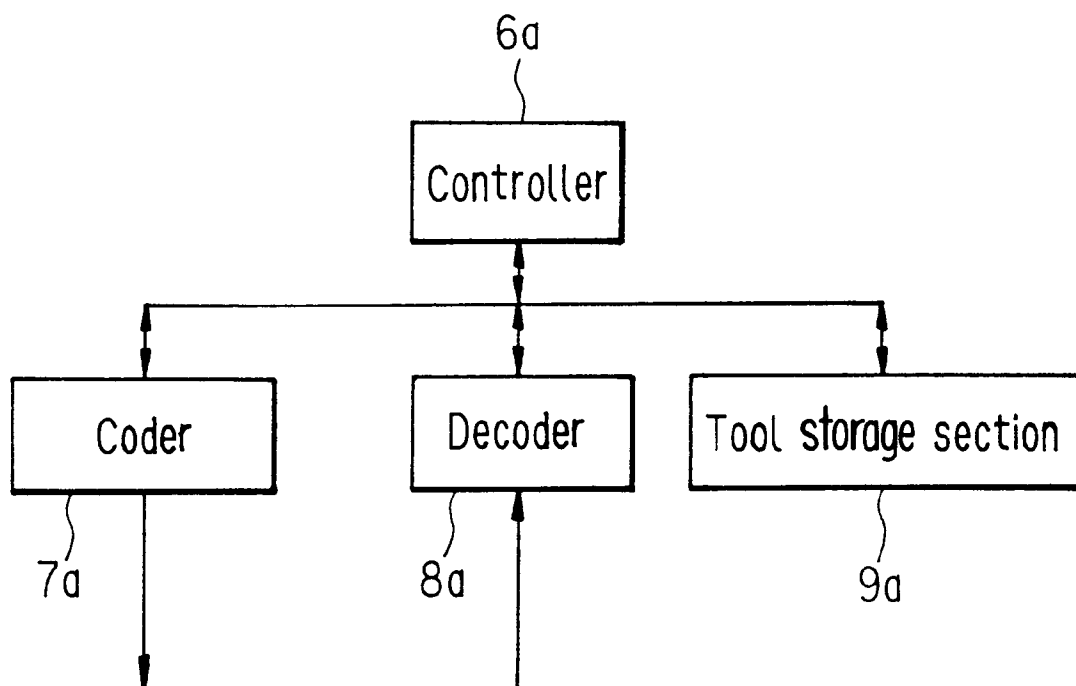 6a
Controller
Coder
Decoder
Tool storage section
7a
8a
9a